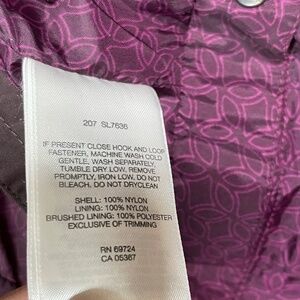 207 SL7636
IF PRESENT CLOSE HOOK AND LOOP
FASTENER, MACHINE WASH COLD
GENTLE, WASH SEPARATELY,
TUMBLE DRY LOW, REMOVE
PROMPTLY, IRON LOW, DO NOT
BLEACH, DO NOT DRYCLEAN
SHELL: 100% NYLON
LINING: 100% NYLON
BRUSHED LINING: 100% POLYESTER
EXCLUSIVE OF TRIMMING
RN 69724
CA 05367